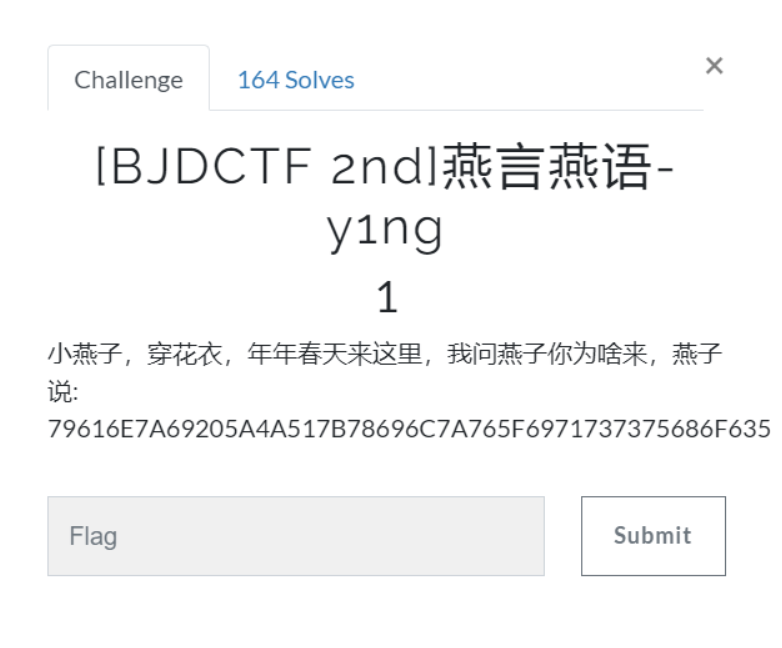 Challenge
164 Solves
×
[BJDCTF 2nd]燕言燕语-
y1ng
1
小燕子，穿花衣，年年春天来这里，我问燕子你为啥来，燕子
说:
79616E7A69205A4A517B78696C7A765F6971737375686F635
Flag
Submit